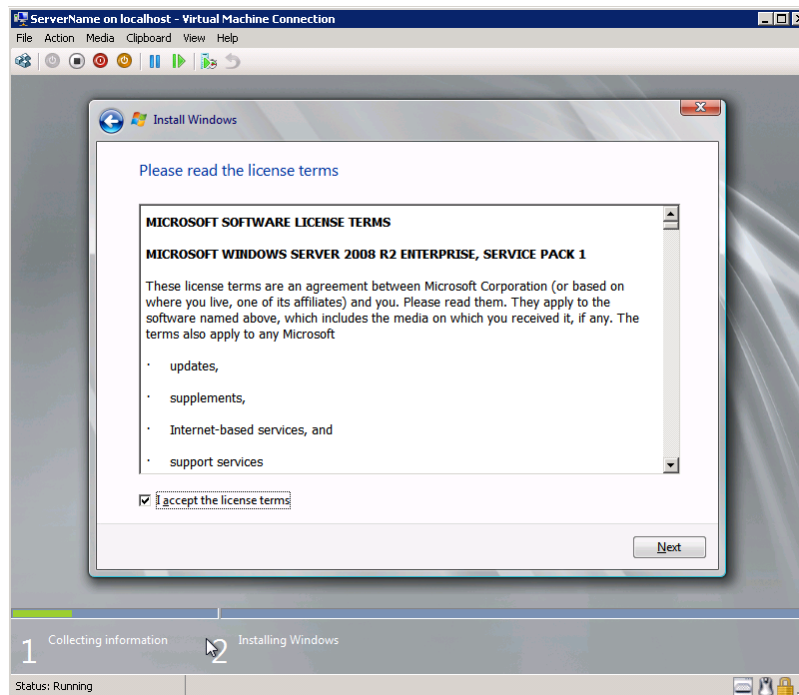 ServerName on localhost - Virtual Machine Connection
File Action Media Clipboard View Help
Install Windows
Please read the license terms
MICROSOFT SOFTWARE LICENSE TERMS
MICROSOFT WINDOWS SERVER 2008 R2 ENTERPRISE, SERVICE PACK 1
These license terms are an agreement between Microsoft Corporation (or based on
where you live, one of its affiliates) and you. Please read them. They apply to the
software named above, which includes the media on which you received it, if any. The
terms also apply to any Microsoft
· updates,
· supplements,
· Internet-based services, and
· support services
I accept the license terms
Next
1 Collecting information 2 Installing Windows
Status: Running